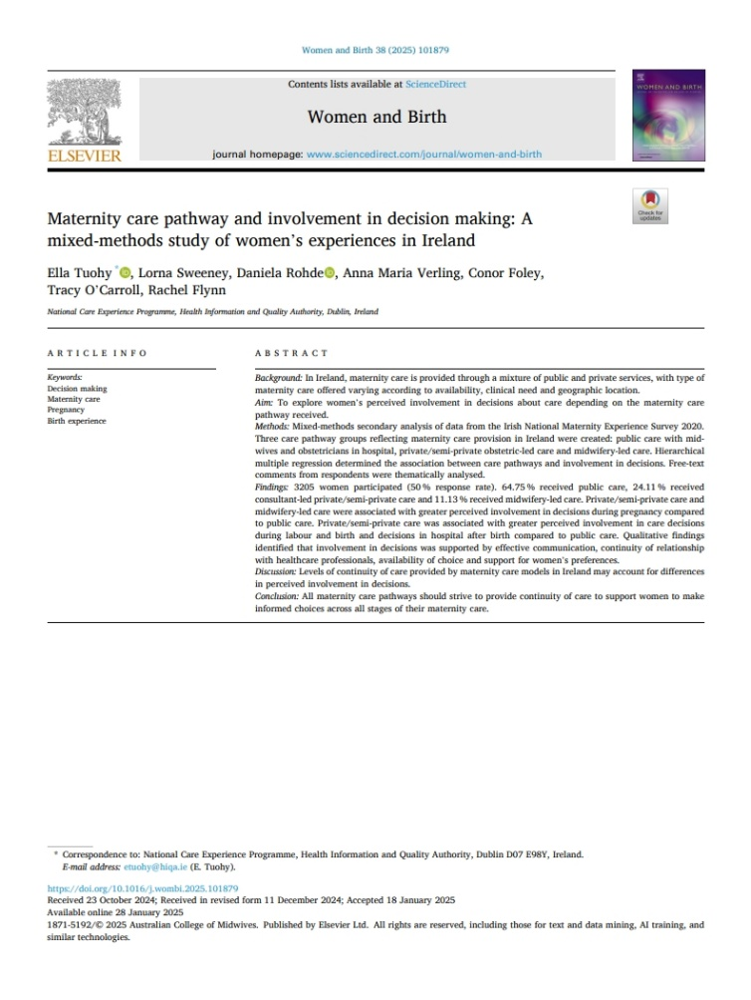 Women and Birth 38 (2025) 101879
Contents lists available at ScienceDirect
Women and Birth
journal homepage: www.sciencedirect.com/journal/women-and-birth
ELSEVIER
WOMEN AND BIRTH
Check for
updates
Maternity care pathway and involvement in decision making: A
mixed-methods study of women's experiences in Ireland
Ella Tuohy *, Lorna Sweeney, Daniela Rohde, Anna Maria Verling, Conor Foley,
Tracy O'Carroll, Rachel Flynn
National Care Experience Programme, Health Information and Quality Authority, Dublin, Ireland
ARTICLE INFO
Keywords:
Decision making
Maternity care
Pregnancy
Birth experience
ABSTRACT
Background: In Ireland, maternity care is provided through a mixture of public and private services, with type of
maternity care offered varying according to availability, clinical need and geographic location.
Aim: To explore women's perceived involvement in decisions about care depending on the maternity care
pathway received.
Methods: Mixed-methods secondary analysis of data from the Irish National Maternity Experience Survey 2020.
Three care pathway groups reflecting maternity care provision in Ireland were created: public care with mid-
wives and obstetricians in hospital, private/semi-private obstetric-led care and midwifery-led care. Hierarchical
multiple regression determined the association between care pathways and involvement in decisions. Free-text
comments from respondents were thematically analysed.
Findings: 3205 women participated (50 % response rate). 64.75 % received public care, 24.11 % received
consultant-led private/semi-private care and 11.13 % received midwifery-led care. Private/semi-private care and
midwifery-led care were associated with greater perceived involvement in decisions during pregnancy compared
to public care. Private/semi-private care was associated with greater perceived involvement in care decisions
during labour and birth and decisions in hospital after birth compared to public care. Qualitative findings
identified that involvement in decisions was supported by effective communication, continuity of relationship
with healthcare professionals, availability of choice and support for women's preferences.
Discussion: Levels of continuity of care provided by maternity care models in Ireland may account for differences
in perceived involvement in decisions.
Conclusion: All maternity care pathways should strive to provide continuity of care to support women to make
informed choices across all stages of their maternity care.
* Correspondence to: National Care Experience Programme, Health Information and Quality Authority, Dublin D07 E98Y, Ireland.
E-mail address: etuohy@hiqa.ie (E. Tuohy).
https://doi.org/10.1016/j.wombi.2025.101879
Received 23 October 2024; Received in revised form 11 December 2024; Accepted 18 January 2025
Available online 28 January 2025
1871-5192/© 2025 Australian College of Midwives. Published by Elsevier Ltd. All rights are reserved, including those for text and data mining, AI training, and
similar technologies.